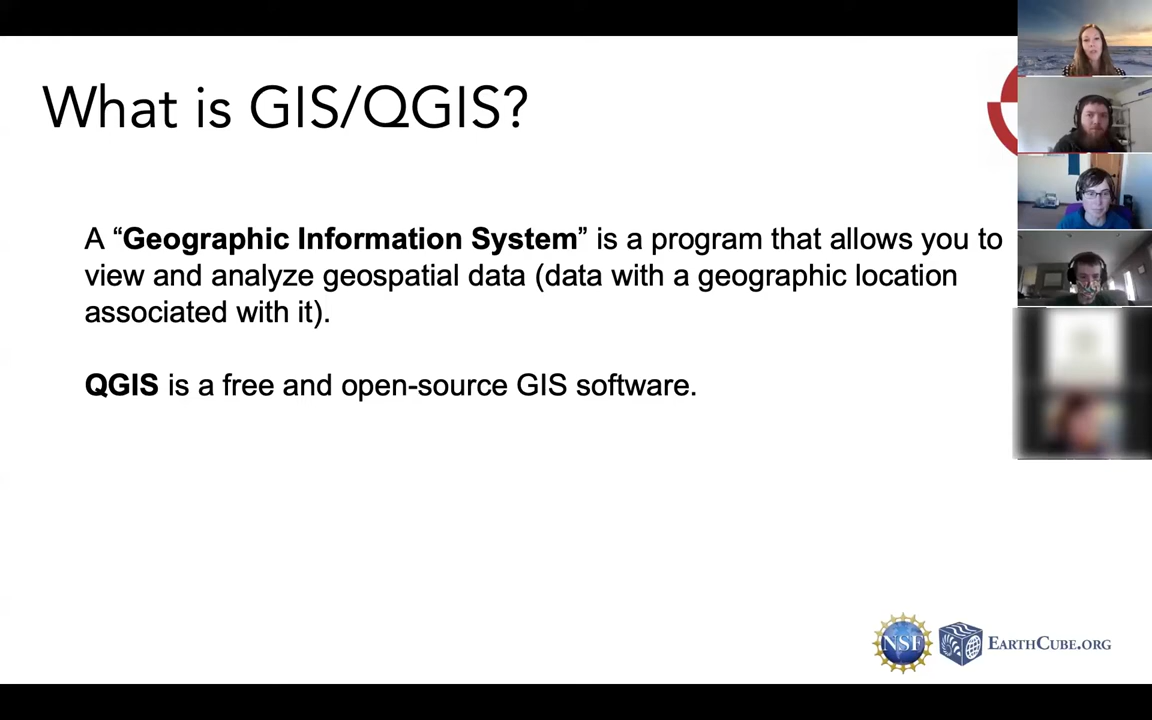 What is GIS/QGIS?
A “Geographic Information System” is a program that allows you to
view and analyze geospatial data (data with a geographic location
associated with it).
QGIS is a free and open-source GIS software.
NSF
EARTHCUBE.ORG